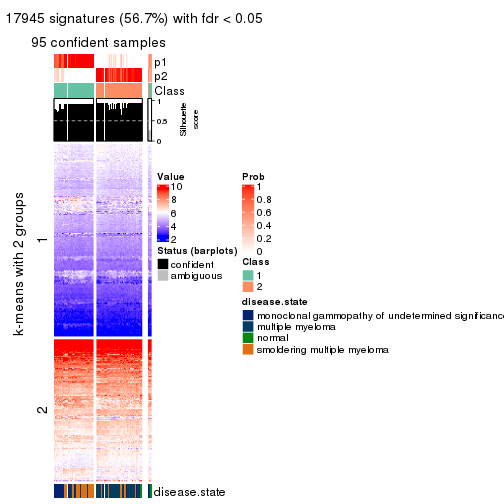 17945 signatures (56.7%) with fdr < 0.05
95 confident samples
p1
p2
Class
1
0.5
0
Silhouette
score
k-means with 2 groups
1
2
disease.state
Value
10
8
6
4
2
Status (barplots)
confident
ambiguous
Prob
1
0.8
0.6
0.4
0.2
0
Class
1
2
disease.state
monoclonal gammopathy of undetermined significance
multiple myeloma
normal
smoldering multiple myeloma